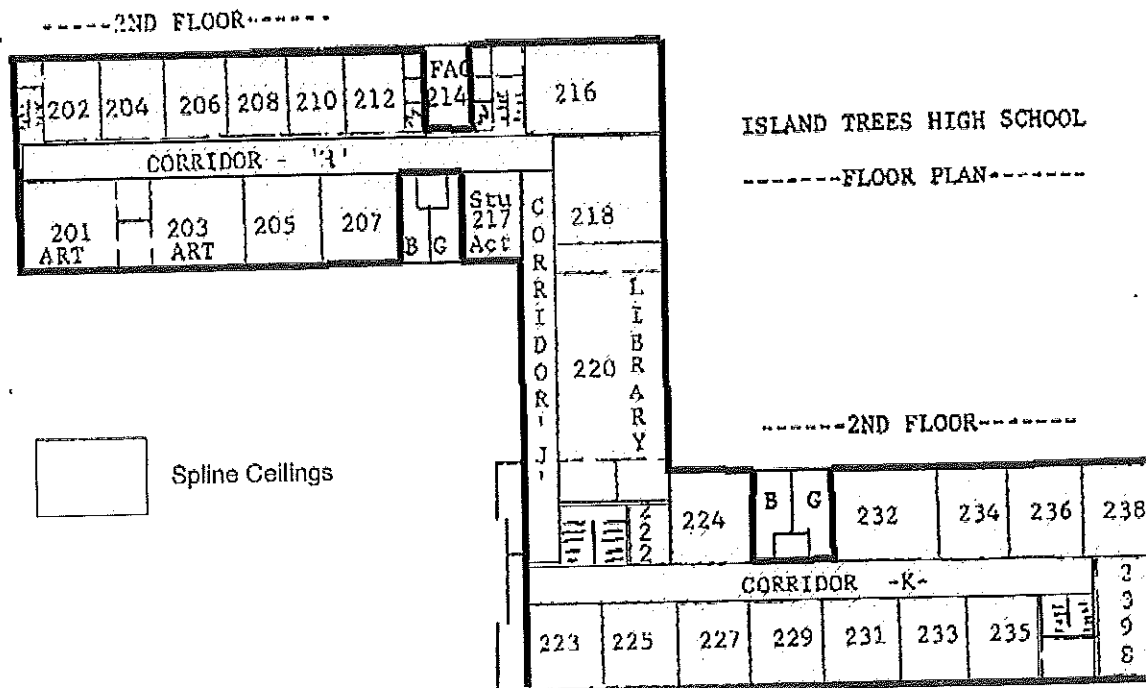 -----2ND FLOOR------
202 204 206 208 210 212 FAC 214 216
ISLAND TREES HIGH SCHOOL
-------FLOOR PLAN-------
CORRIDOR -
201 ART
203 ART
205
207
B G
Stu 217 Act
CORRIDOR 'J'
218
220
LIBRARY
Spline Ceilings
------2ND FLOOR-------
222
224
B G
232
234
236
238
CORRIDOR -K-
223 225 227 229 231 233 235